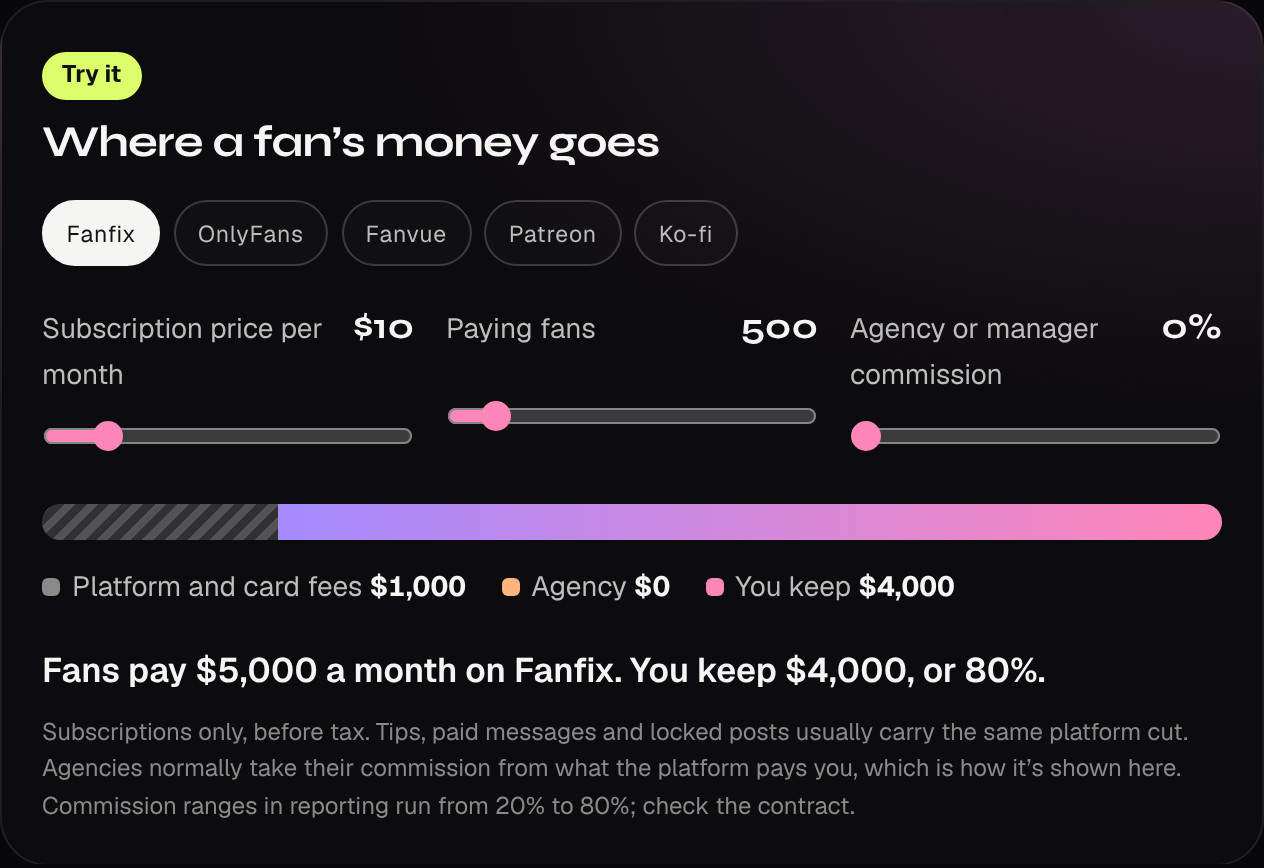 Try it
Where a fan’s money goes
Fanfix
OnlyFans
Fanvue
Patreon
Ko-fi
Subscription price per month
$10
Paying fans
500
Agency or manager commission
0%
Platform and card fees $1,000
Agency $0
You keep $4,000
Fans pay $5,000 a month on Fanfix. You keep $4,000, or 80%.
Subscriptions only, before tax. Tips, paid messages and locked posts usually carry the same platform cut.
Agencies normally take their commission from what the platform pays you, which is how it’s shown here.
Commission ranges in reporting run from 20% to 80%; check the contract.